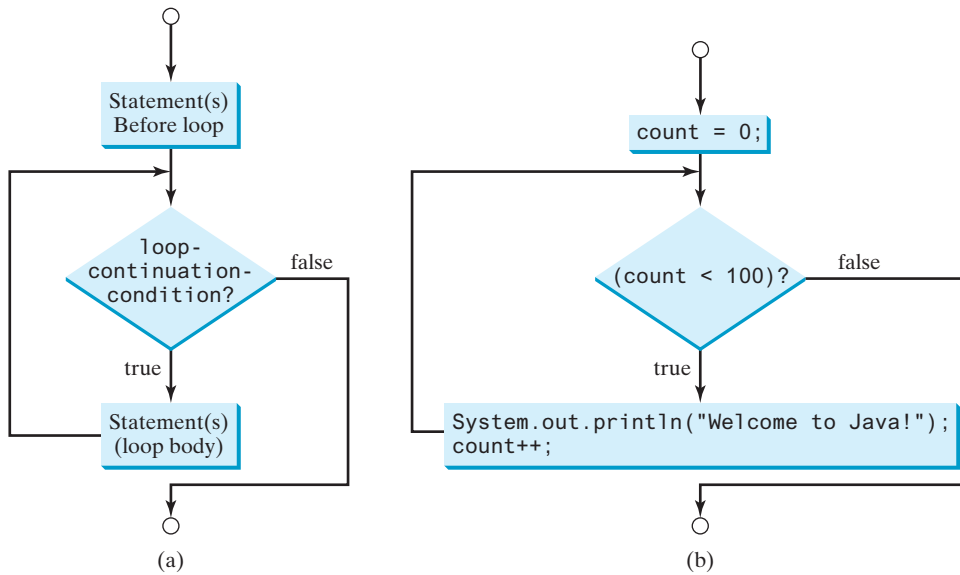 Statement(s)
Before loop
loop-
continuation-
condition?
false
true
Statement(s)
(loop body)
(a)
count = 0;
(count < 100)?
false
true
System.out.println("Welcome to Java!");
count++;
(b)